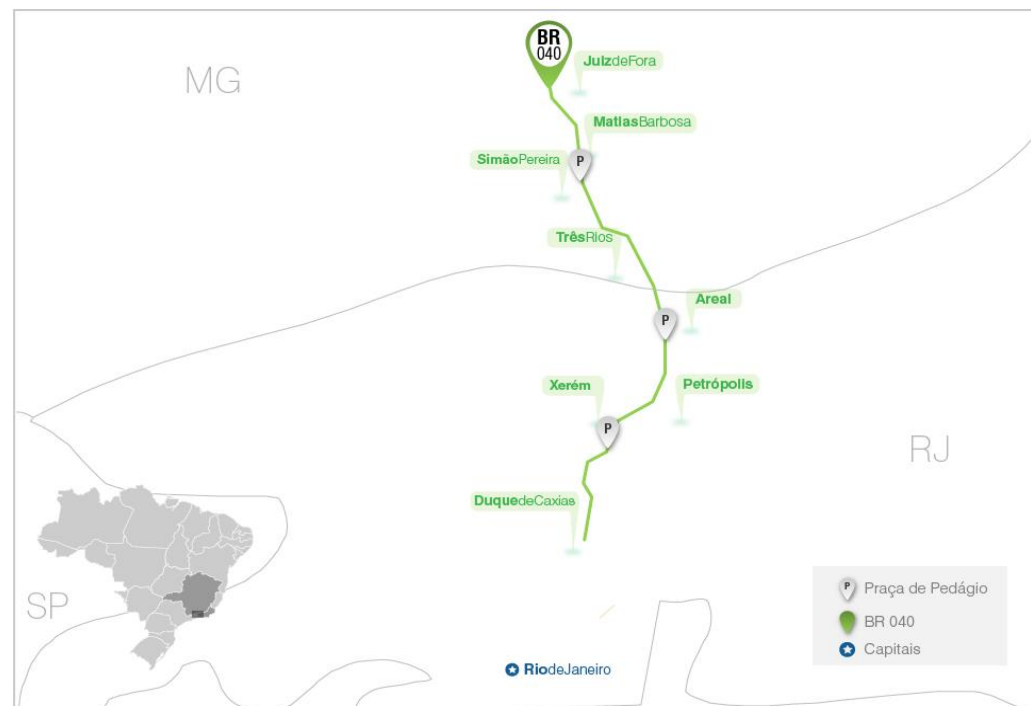 BR
040
JuizdeFora
MG
MatiasBarbosa
SimãoPereira
P
TrêsRios
Areal
P
Xerém
Petrópolis
P
RJ
DuquedeCaxias
SP
P Praça de Pedágio
BR 040
Capitais
RiodeJaneiro